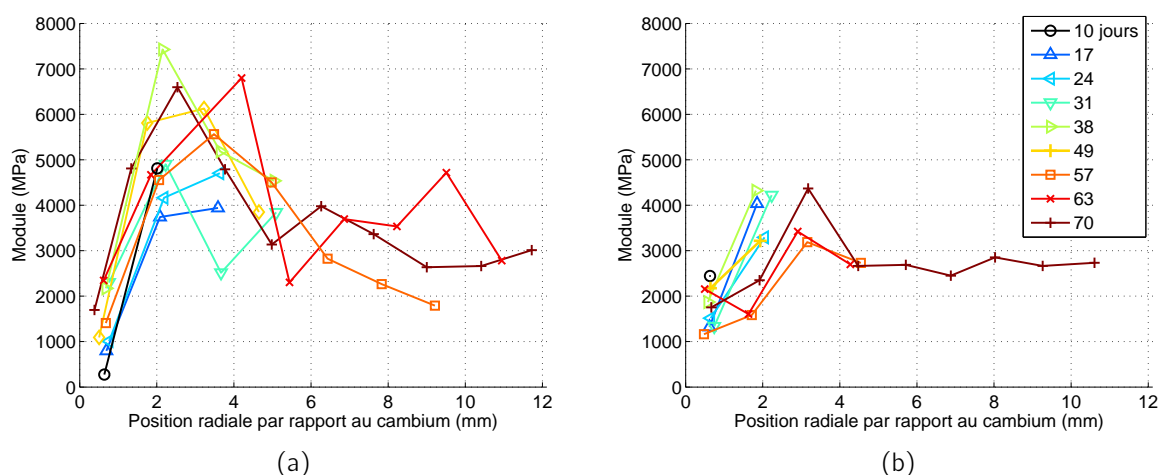 8000
7000
6000
5000
4000
3000
2000
1000
0
Module (MPa)
0 2 4 6 8 10 12
Position radiale par rapport au cambium (mm)
(a)
8000
7000
6000
5000
4000
3000
2000
1000
0
Module (MPa)
0 2 4 6 8 10 12
Position radiale par rapport au cambium (mm)
(b)
10 jours
17
24
31
38
49
57
63
70